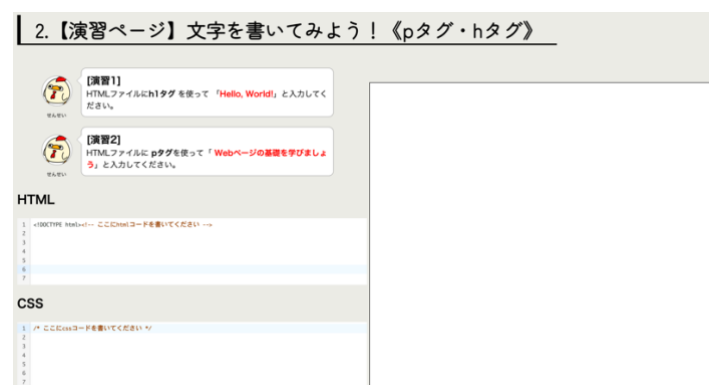 2.【演習ページ】文字を書いてみよう！《pタグ・hタグ》
[演習1]
HTMLファイルにh1タグ を使って 「Hello, World!」と入力してく
ださい。
せんせい
[演習2]
HTMLファイルに pタグを使って「 Webページの基礎を学びましょ
う」と入力してください。
せんせい
HTML
1 <!DOCTYPE html><!-- ここにhtmlコードを書いてください -->
2
3
4
5
6
7
CSS
1 /* ここにcssコードを書いてください */
2
3
4
5
6
7